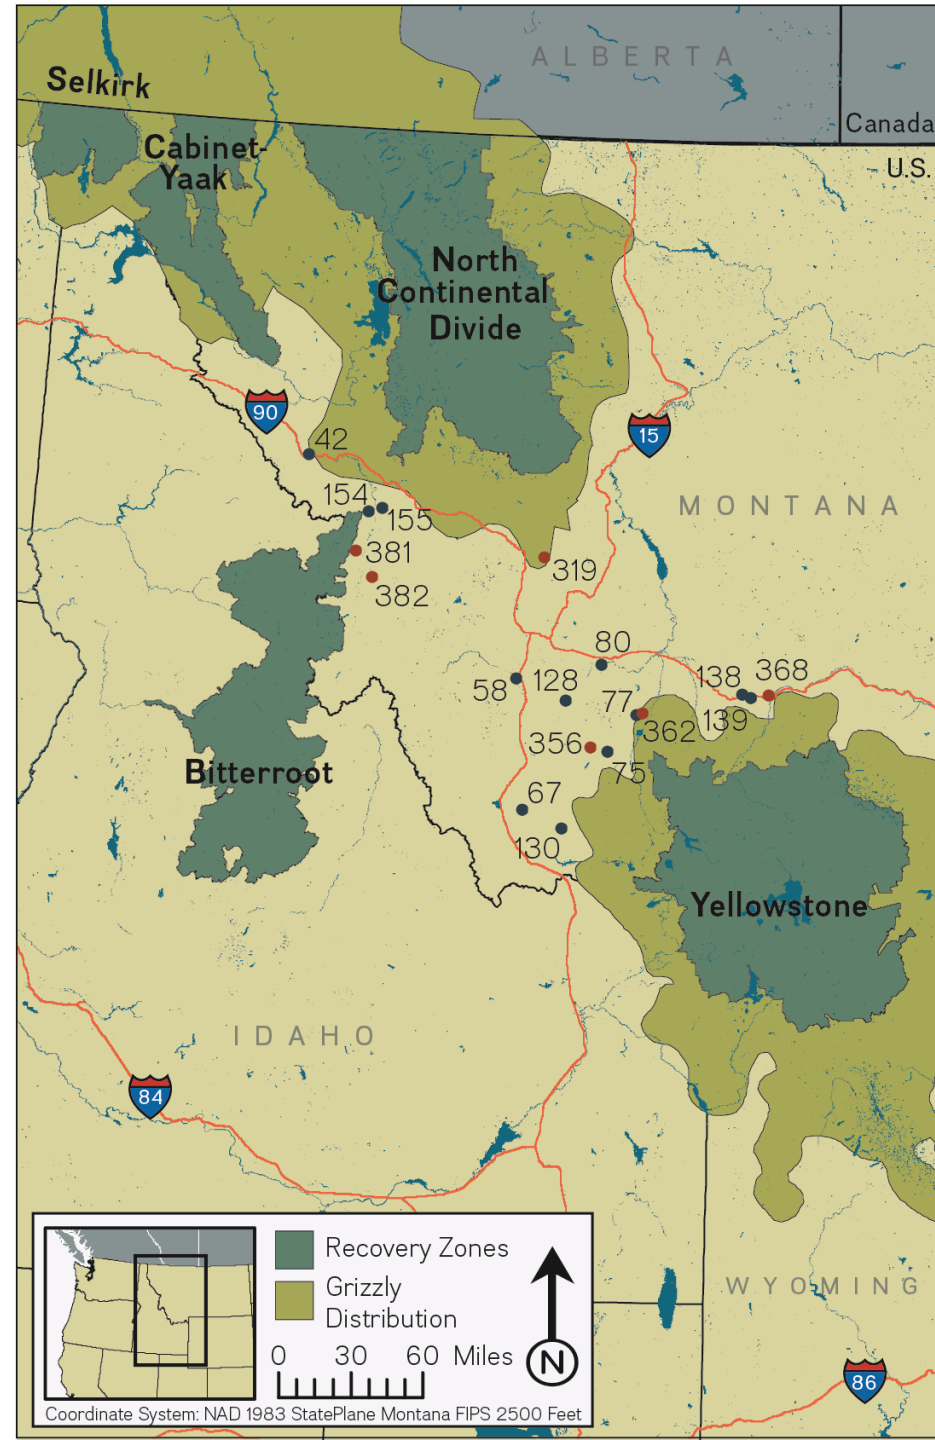 ALBERTA
Selkirk
Canada
Cabinet-
Yaak
U.S.
North
Continental
Divide
90
15
42
154
155
MONTANA
381
319
382
80
58
128
138
368
77
139
362
356
75
Bitterroot
67
130
Yellowstone
IDAHO
84
Recovery Zones
Grizzly
Distribution
WYOMING
0 30 60 Miles
N
86
Coordinate System: NAD 1983 StatePlane Montana FIPS 2500 Feet